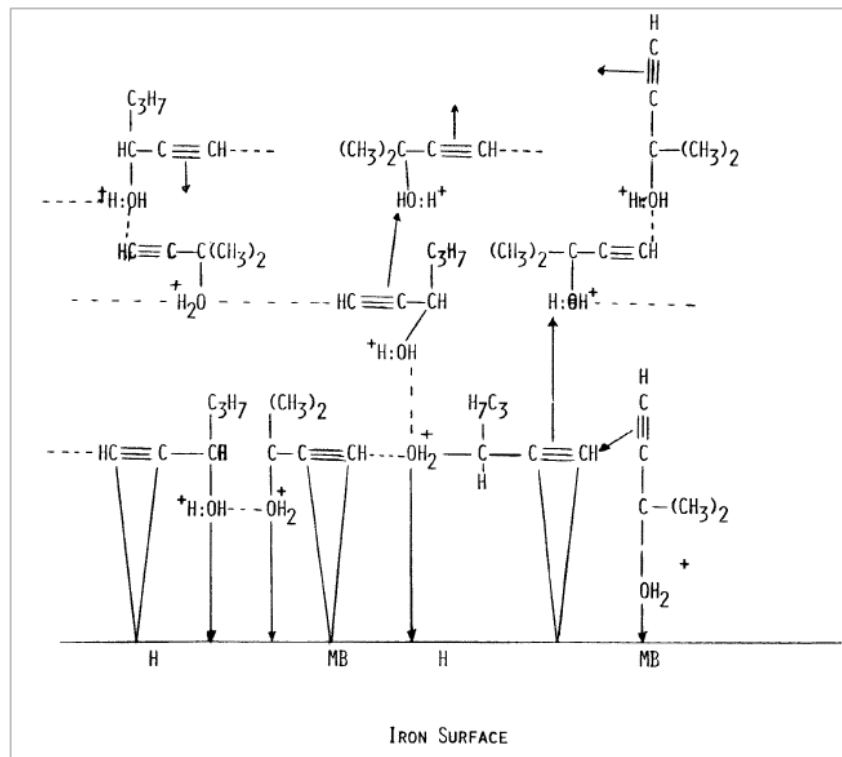 H
C
C
C3H7
HC—C≡CH----
(CH3)2C—C≡CH----
C—(CH3)2
+H:OH
HO:H+
+H:OH
HC≡C—C(CH3)2
C3H7
(CH3)2—C—C≡CH
+
H2O
HC≡C—CH
H:OH+
+H:OH
H
C3H7
(CH3)2
H7C3
C
+
HC≡C—CH
C—C≡CH----OH2—C—C≡CH
C
H
+
+H:OH----OH2
C—(CH3)2
+
OH2
H
MB
H
MB
IRON SURFACE